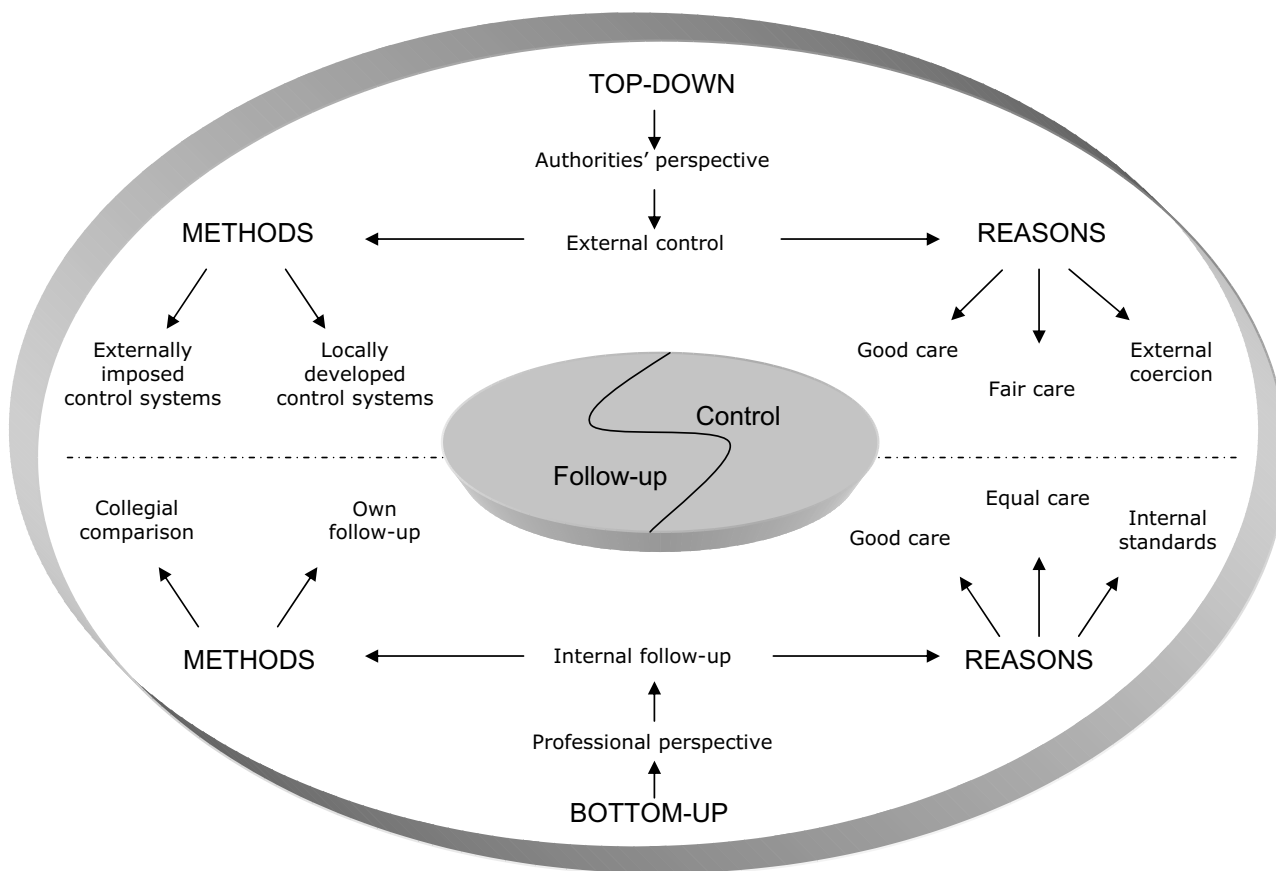 TOP-DOWN
Authorities’ perspective
METHODS
External control
REASONS
Externally
imposed
control systems
Locally
developed
control systems
Good care
Fair care
External
coercion
Control
Follow-up
Collegial
comparison
Own
follow-up
Good care
Equal care
Internal
standards
METHODS
Internal follow-up
REASONS
Professional perspective
BOTTOM-UP